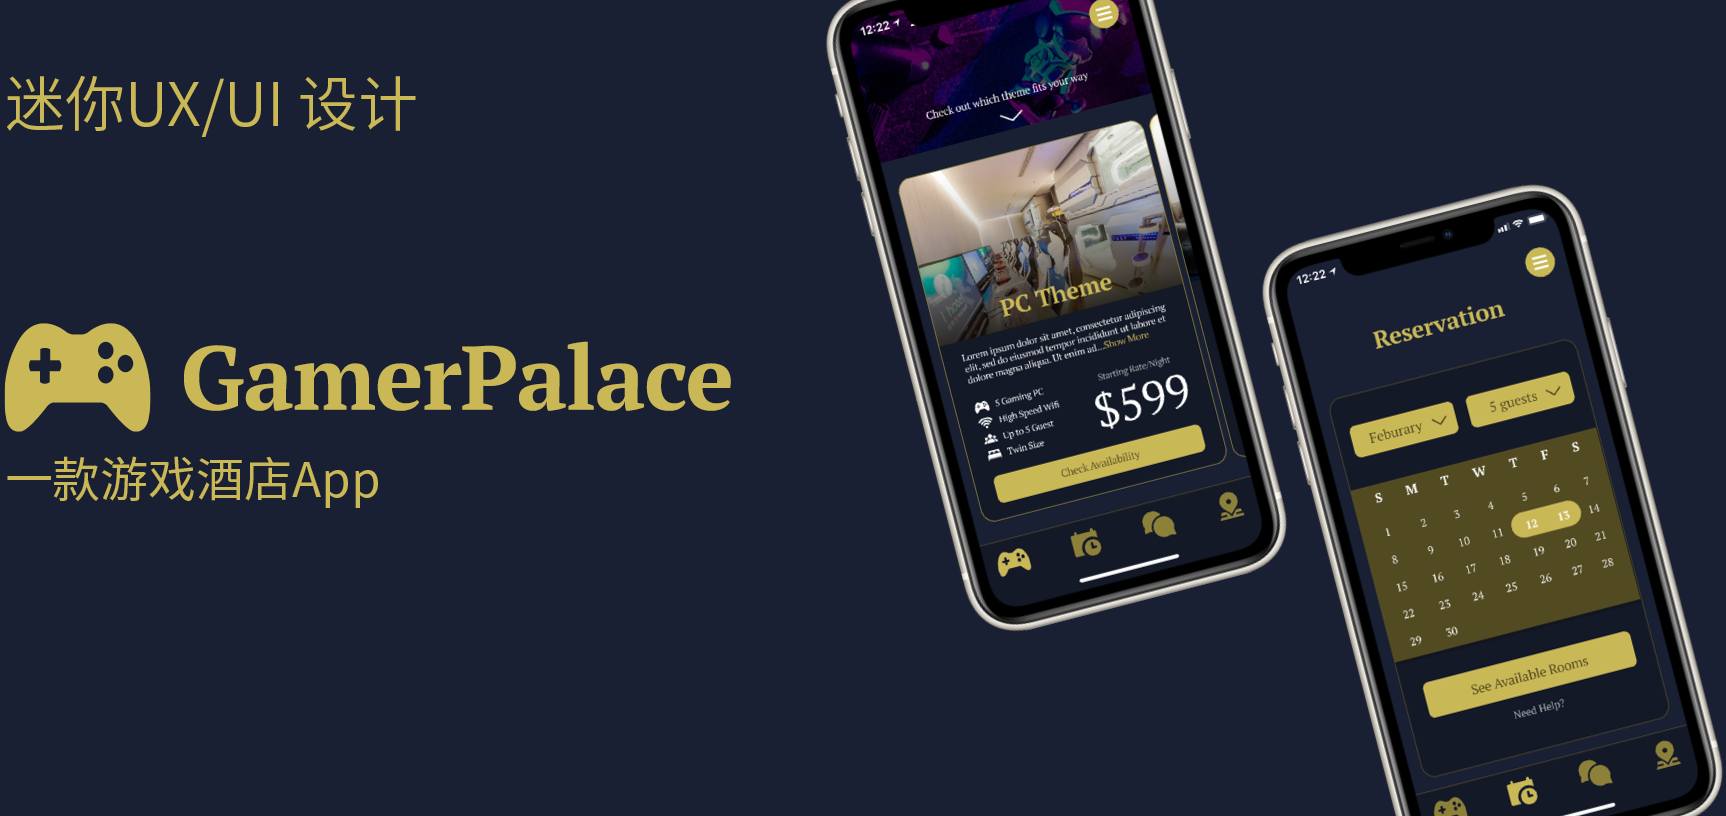 迷你UX/UI 设计
GamerPalace
一款游戏酒店App
12:22
Check out which theme fits your way
PC Theme
Lorem ipsum dolor sit amet, consectetur adipiscing
elit, sed do eiusmod tempor incididunt ut labore et
dolore magna aliqua. Ut enim ad...Show More
5 Gaming PC
High Speed Wifi
Up to 5 Guest
Twin Size
Starting Rate/Night
$599
Check Availability
12:22
Reservation
Feburary
5 guests
S M T W T F S
1 2 3 4 5 6 7
8 9 10 11 12 13 14
15 16 17 18 19 20 21
22 23 24 25 26 27 28
29 30
See Available Rooms
Need Help?